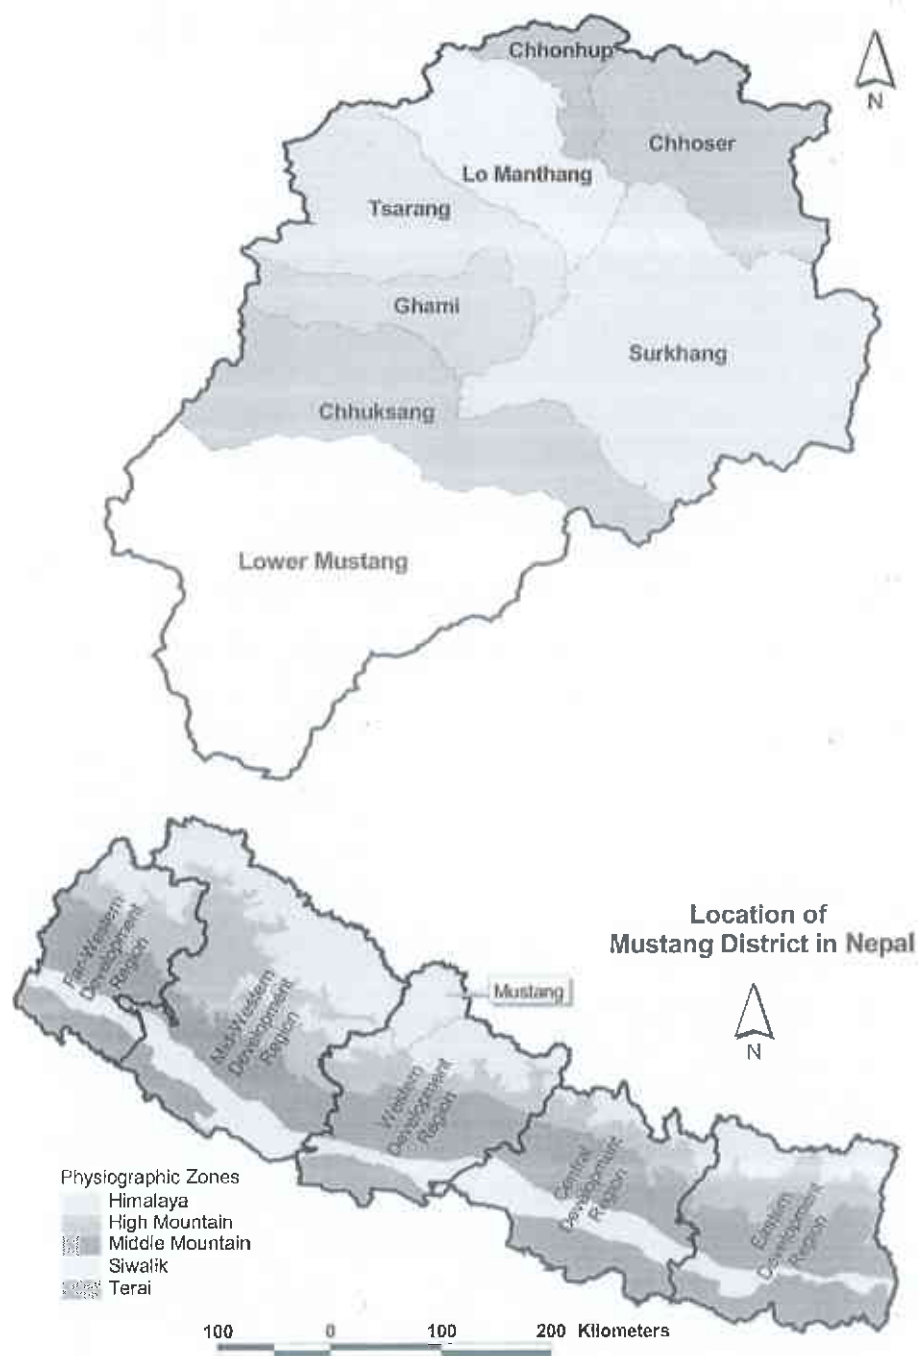 Chhonhup
N
Chhoser
Lo Manthang
Tsarang
Ghami
Surkhang
Chhuksang
Lower Mustang
Location of
Mustang District in Nepal
Far-Western
Development
Region
Mustang
N
Mid-Western
Development
Region
Western
Development
Region
Central
Development
Region
Eastern
Development
Region
Physiographic Zones
Himalaya
High Mountain
Middle Mountain
Siwalik
Terai
100 0 100 200 Kilometers